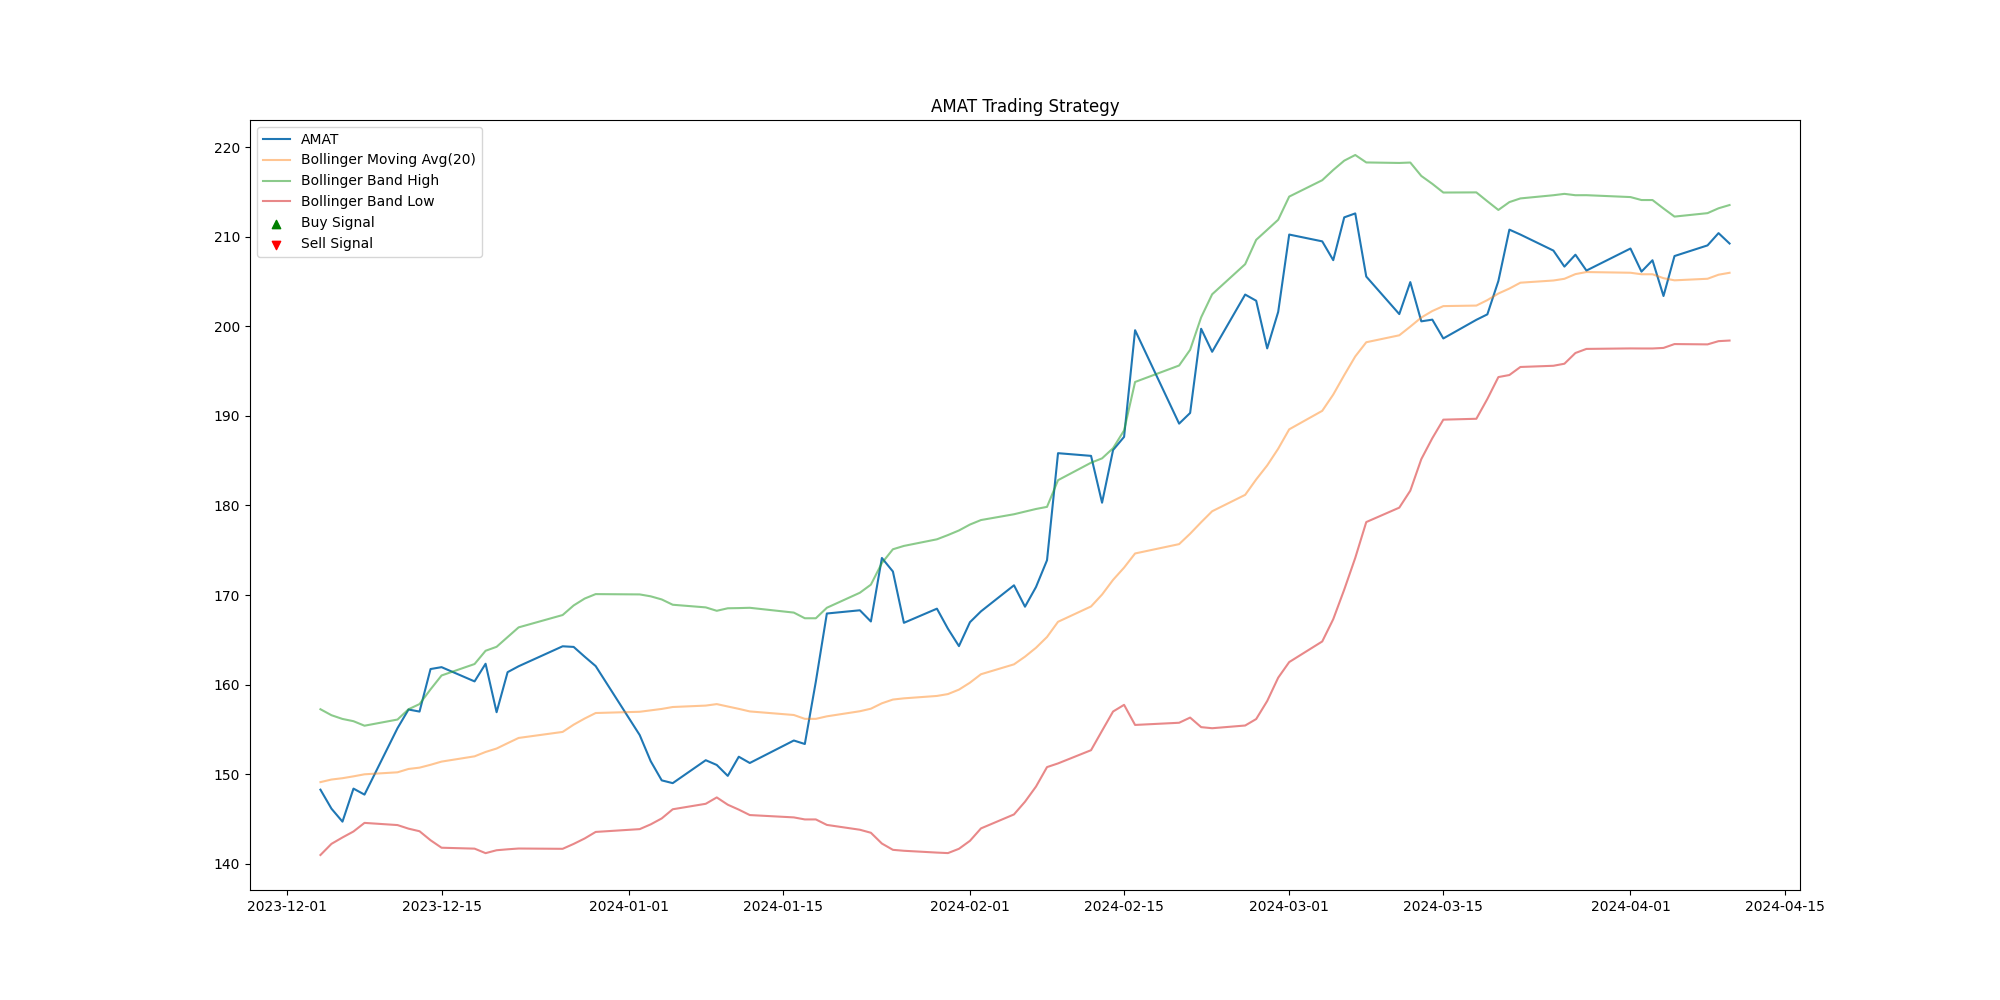 AMAT Trading Strategy
AMAT
Bollinger Moving Avg(20)
Bollinger Band High
Bollinger Band Low
Buy Signal
Sell Signal
220
210
200
190
180
170
160
150
140
2023-12-01 2023-12-15 2024-01-01 2024-01-15 2024-02-01 2024-02-15 2024-03-01 2024-03-15 2024-04-01 2024-04-15